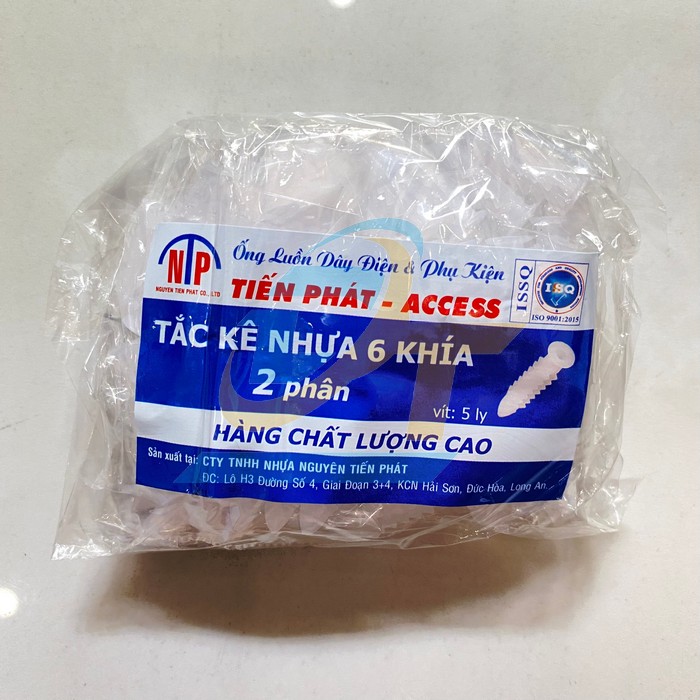 NTP
NGUYEN TIEN PHAT CO., LTD
Ống Luồn Dây Điện & Phụ Kiện
TIẾN PHÁT - ACCESS
ISSQ
ISSQ
ISO 9001:2015
TẮC KÊ NHỰA 6 KHÍA
2 phân
vít: 5 ly
HÀNG CHẤT LƯỢNG CAO
Sản xuất tại: CTY TNHH NHỰA NGUYÊN TIẾN PHÁT
ĐC: Lô H3 Đường Số 4, Giai Đoạn 3+4, KCN Hải Sơn, Đức Hòa, Long An